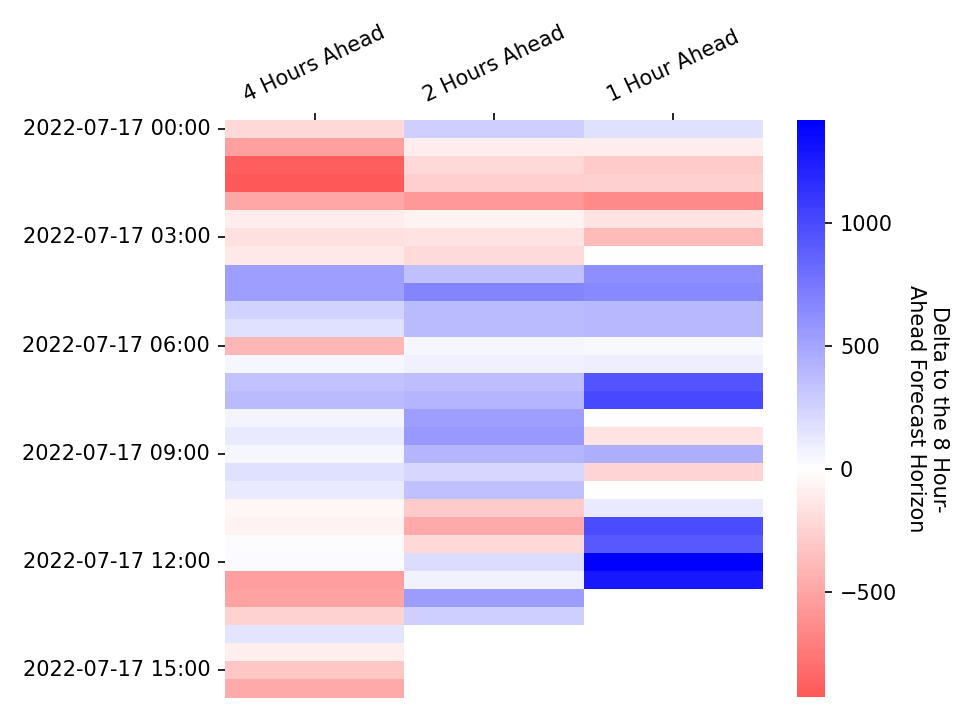 4 Hours Ahead
2 Hours Ahead
1 Hour Ahead
2022-07-17 00:00
2022-07-17 03:00
2022-07-17 06:00
2022-07-17 09:00
2022-07-17 12:00
2022-07-17 15:00
1000
500
0
−500
Delta to the 8 Hour-
Ahead Forecast Horizon